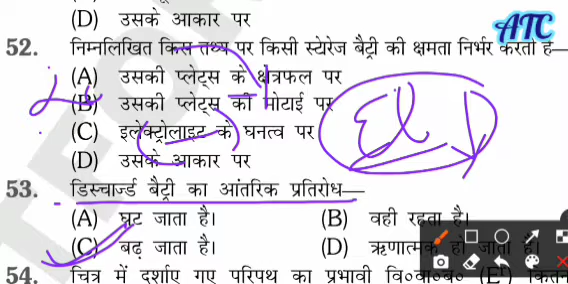 (D) उसके आकार पर
ATC
52. निम्नलिखित किस तथ्य पर किसी स्टोरेज बैट्री की क्षमता निर्भर करती है—
(A) उसकी प्लेट्स के क्षेत्रफल पर
(B) उसकी प्लेट्स की मोटाई पर
(C) इलेक्ट्रोलाइट के घनत्व पर
(D) उसके आकार पर
53. डिस्चार्ज्ड बैट्री का आंतरिक प्रतिरोध—
(A) घट जाता है।
(B) वही रहता है।
(C) बढ़ जाता है।
(D) ऋणात्मक हो जाता है।
54. चित्र में दर्शाए गए परिपथ का प्रभावी वि०वा०ब०